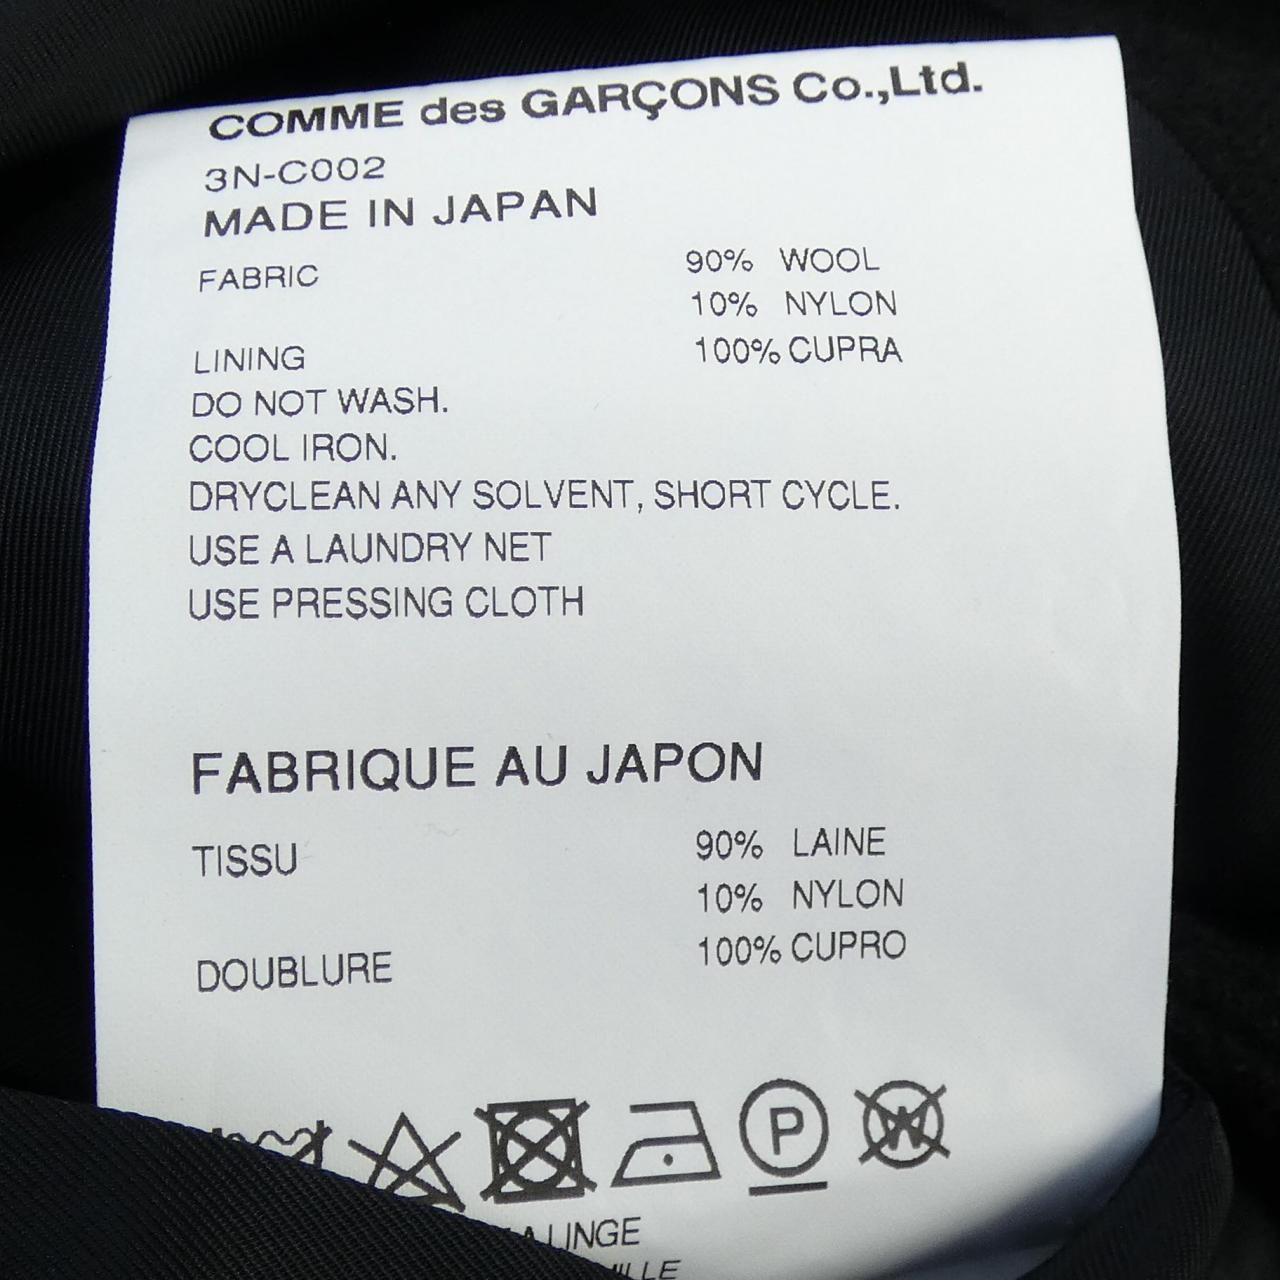 COMME des GARÇONS Co.,Ltd.
3N-C002
MADE IN JAPAN
FABRIC 90% WOOL
10% NYLON
LINING 100% CUPRA
DO NOT WASH.
COOL IRON.
DRYCLEAN ANY SOLVENT, SHORT CYCLE.
USE A LAUNDRY NET
USE PRESSING CLOTH
FABRIQUE AU JAPON
TISSU 90% LAINE
10% NYLON
DOUBLURE 100% CUPRO
P W
A LINGE